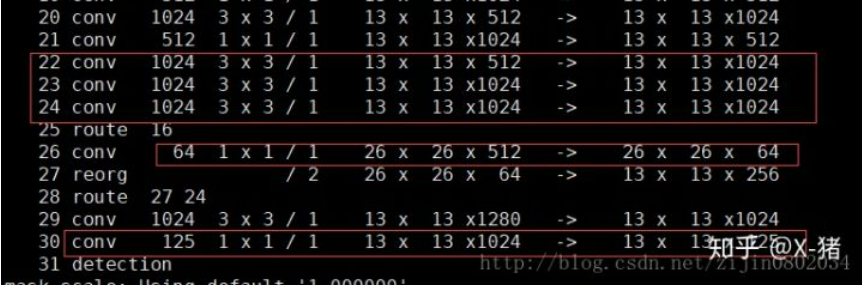 20 conv 1024 3 x 3 / 1 13 x 13 x 512 -> 13 x 13 x1024
21 conv 512 1 x 1 / 1 13 x 13 x1024 -> 13 x 13 x 512
22 conv 1024 3 x 3 / 1 13 x 13 x 512 -> 13 x 13 x1024
23 conv 1024 3 x 3 / 1 13 x 13 x1024 -> 13 x 13 x1024
24 conv 1024 3 x 3 / 1 13 x 13 x1024 -> 13 x 13 x1024
25 route 16
26 conv 64 1 x 1 / 1 26 x 26 x 512 -> 26 x 26 x 64
27 reorg / 2 26 x 26 x 64 -> 13 x 13 x 256
28 route 27 24
29 conv 1024 3 x 3 / 1 13 x 13 x1280 -> 13 x 13 x1024
30 conv 125 1 x 1 / 1 13 x 13 x1024 -> 13 x 13 x 125
知乎 @X-猪
31 detection
http://blog.csdn.net/zijin0802034
mask_scale: Using default '1.000000'